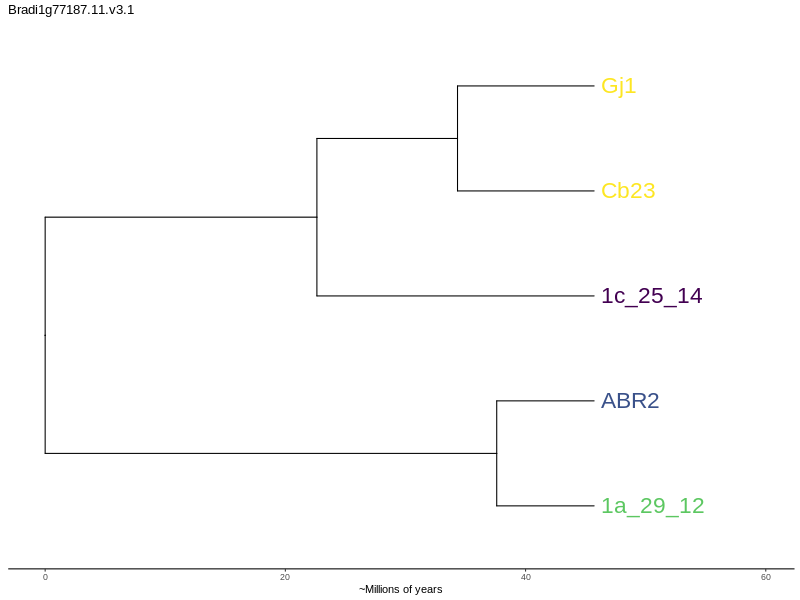 Bradi1g77187.11.v3.1
Gj1
Cb23
1c_25_14
ABR2
1a_29_12
0 20 40 60
~Millions of years